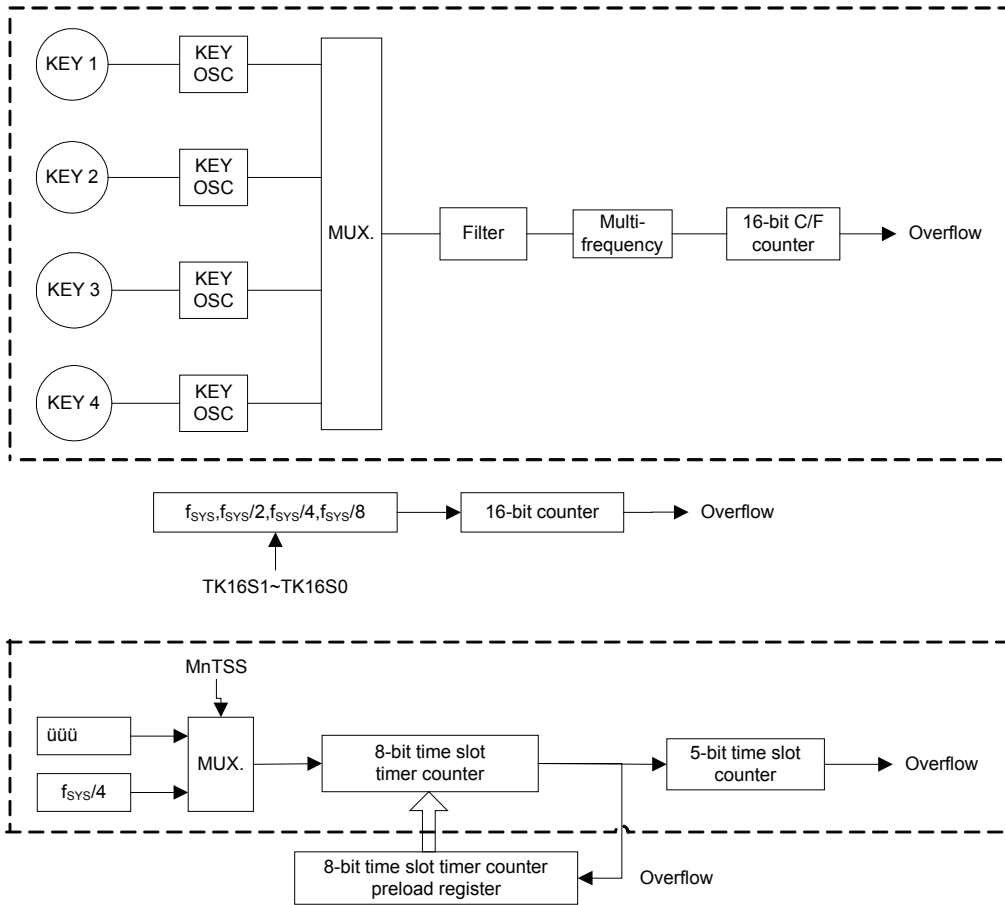 KEY 1
KEY
OSC
KEY 2
KEY
OSC
KEY 3
KEY
OSC
KEY 4
KEY
OSC
MUX.
Filter
Multi-
frequency
16-bit C/F
counter
Overflow
fSYS,fSYS/2,fSYS/4,fSYS/8
16-bit counter
Overflow
TK16S1~TK16S0
MnTSS
üüü
fSYS/4
MUX.
8-bit time slot
timer counter
5-bit time slot
counter
Overflow
8-bit time slot timer counter
preload register
Overflow